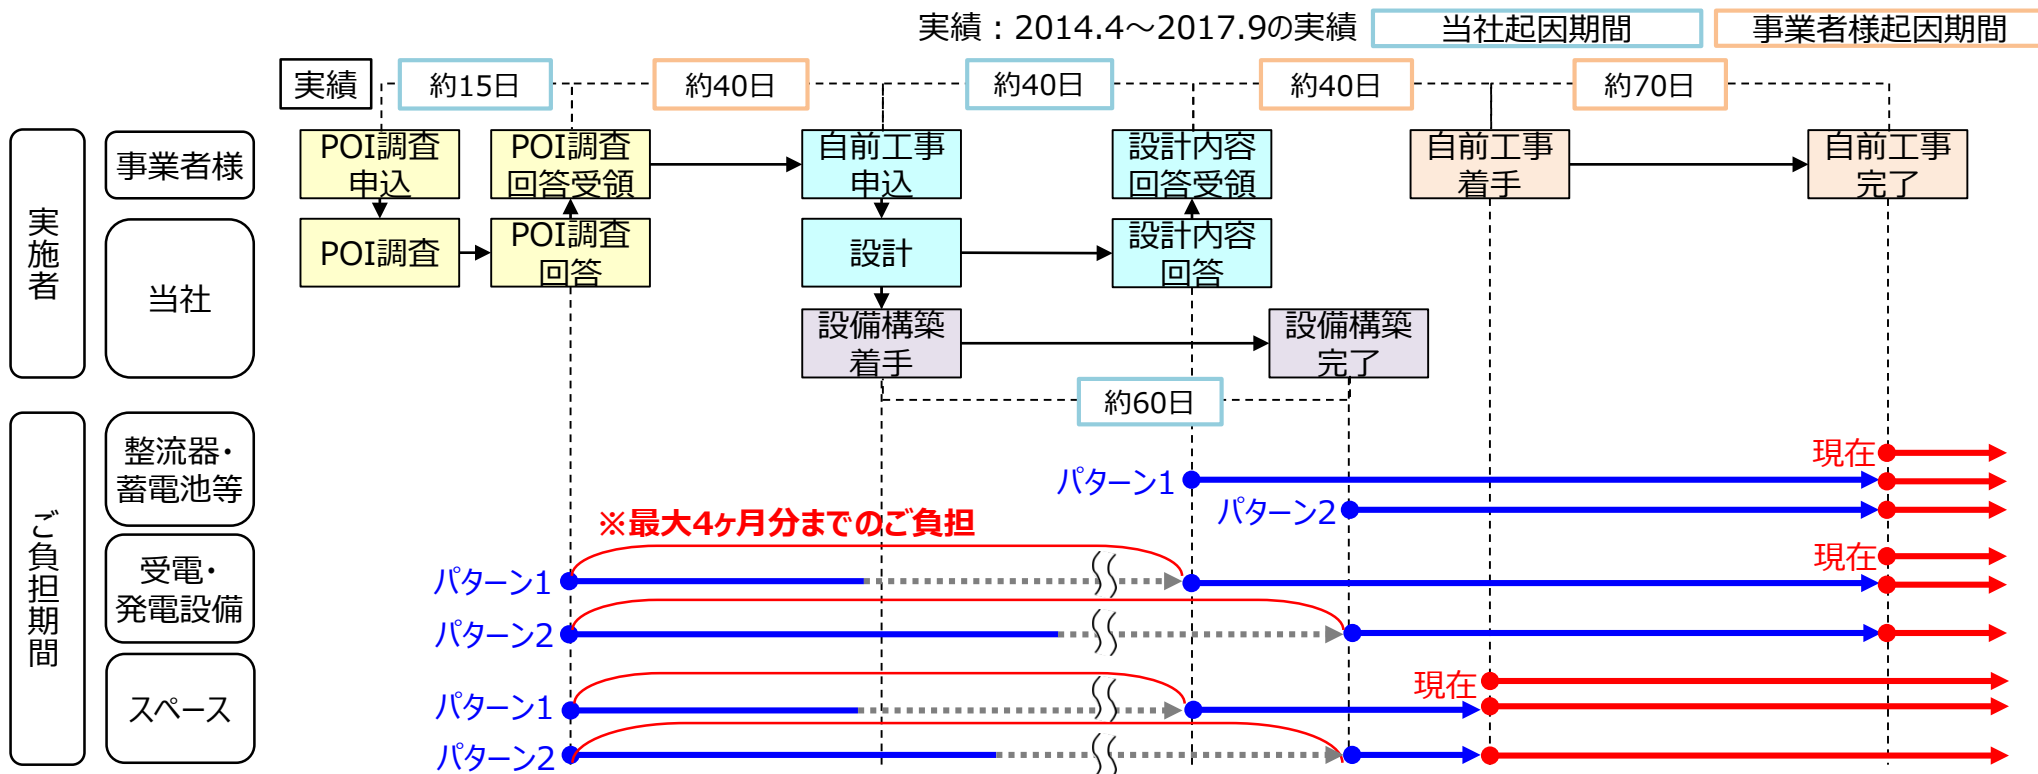 実績：2014.4～2017.9の実績
当社起因期間
事業者様起因期間
実績
約15日
約40日
約40日
約40日
約70日
実施者
事業者様
POI調査
申込
POI調査
回答受領
自前工事
申込
設計内容
回答受領
自前工事
着手
自前工事
完了
当社
POI調査
POI調査
回答
設計
設計内容
回答
設備構築
着手
設備構築
完了
約60日
ご負担期間
整流器・
蓄電池等
現在
パターン1
パターン2
※最大4ヶ月分までのご負担
受電・
発電設備
現在
パターン1
パターン2
スペース
現在
パターン1
パターン2